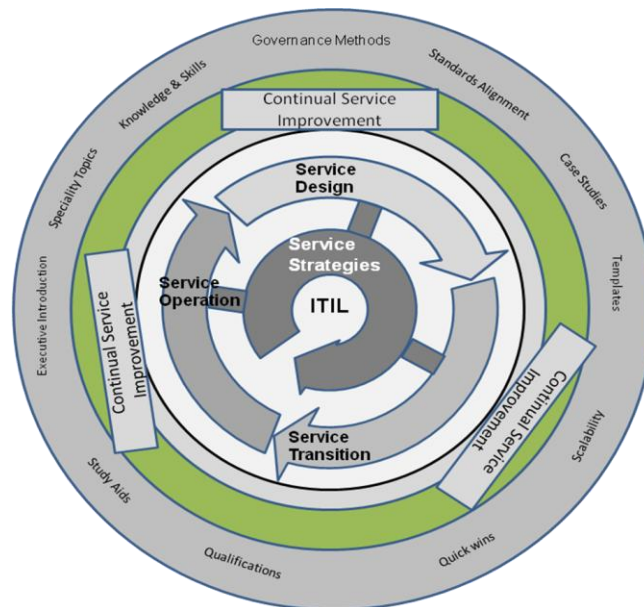 Governance Methods
Standards Alignment
Case Studies
Templates
Scalability
Quick wins
Qualifications
Study Aids
Executive Introduction
Speciality Topics
Knowledge & Skills
Continual Service
Improvement
Continual Service
Improvement
Continual Service
Improvement
Service
Design
Service
Strategies
ITIL
Service
Operation
Service
Transition